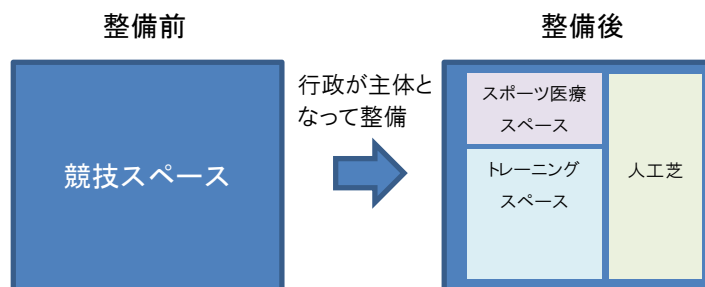 整備前
整備後
行政が主体と
なって整備
競技スペース
スポーツ医療
スペース
トレーニング
スペース
人工芝